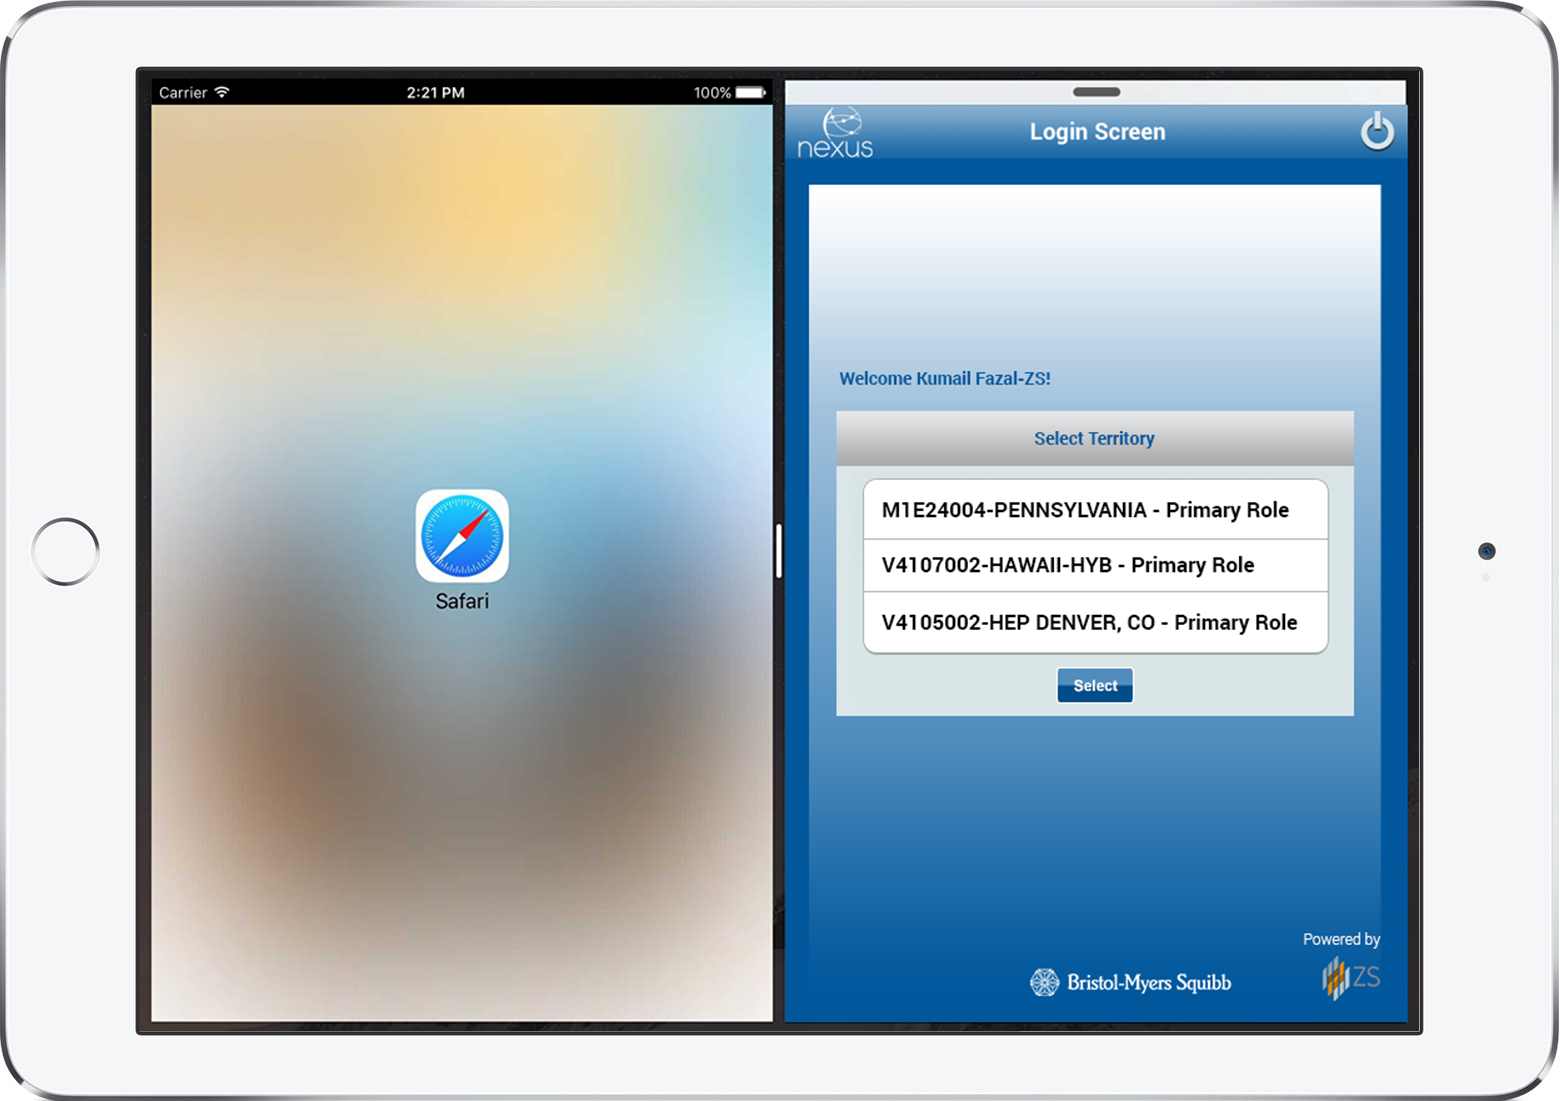 Carrier
2:21 PM
100%
Safari
nexus
Login Screen
Welcome Kumail Fazal-ZS!
Select Territory
M1E24004-PENNSYLVANIA - Primary Role
V4107002-HAWAII-HYB - Primary Role
V4105002-HEP DENVER, CO - Primary Role
Select
Powered by
ZS
Bristol-Myers Squibb